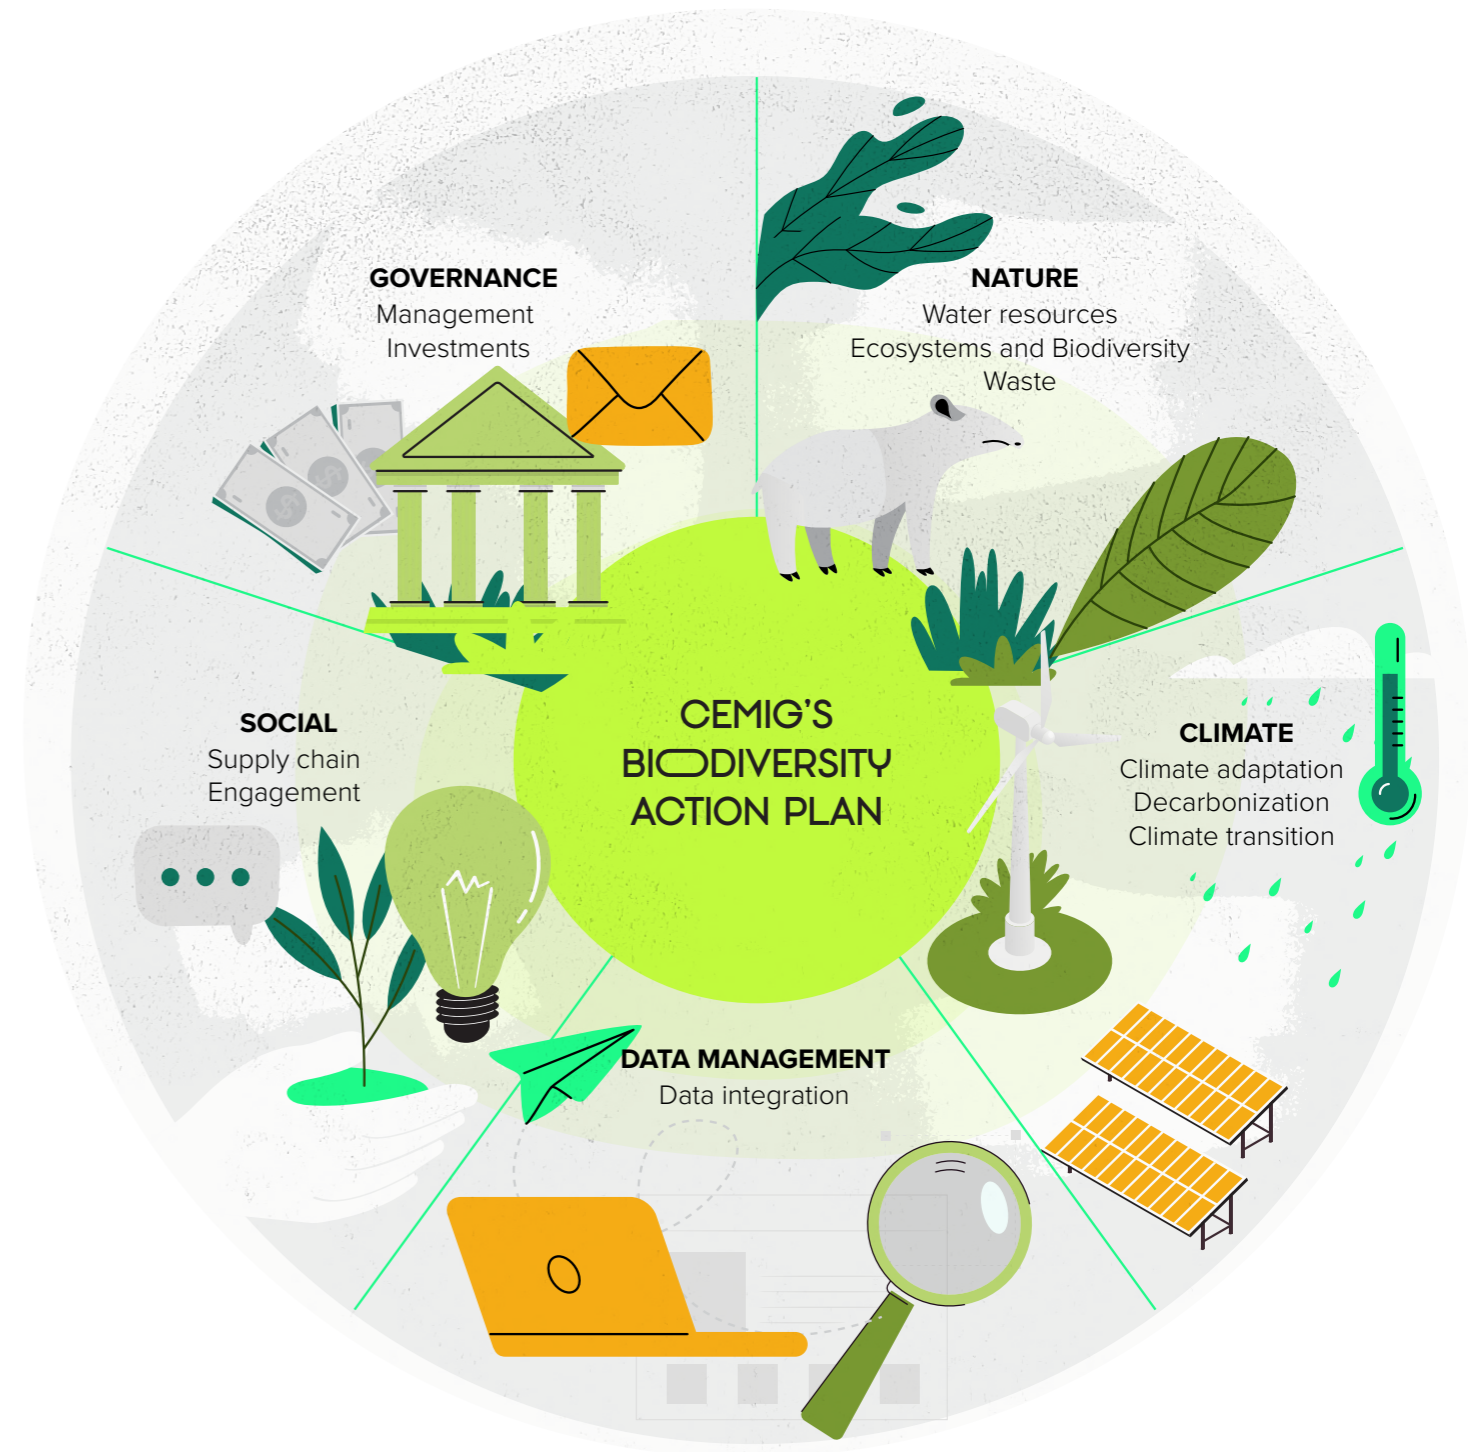 GOVERNANCE
Management
Investments
NATURE
Water resources
Ecosystems and Biodiversity
Waste
SOCIAL
Supply chain
Engagement
CEMIG'S
BIODIVERSITY
ACTION PLAN
CLIMATE
Climate adaptation
Decarbonization
Climate transition
DATA MANAGEMENT
Data integration